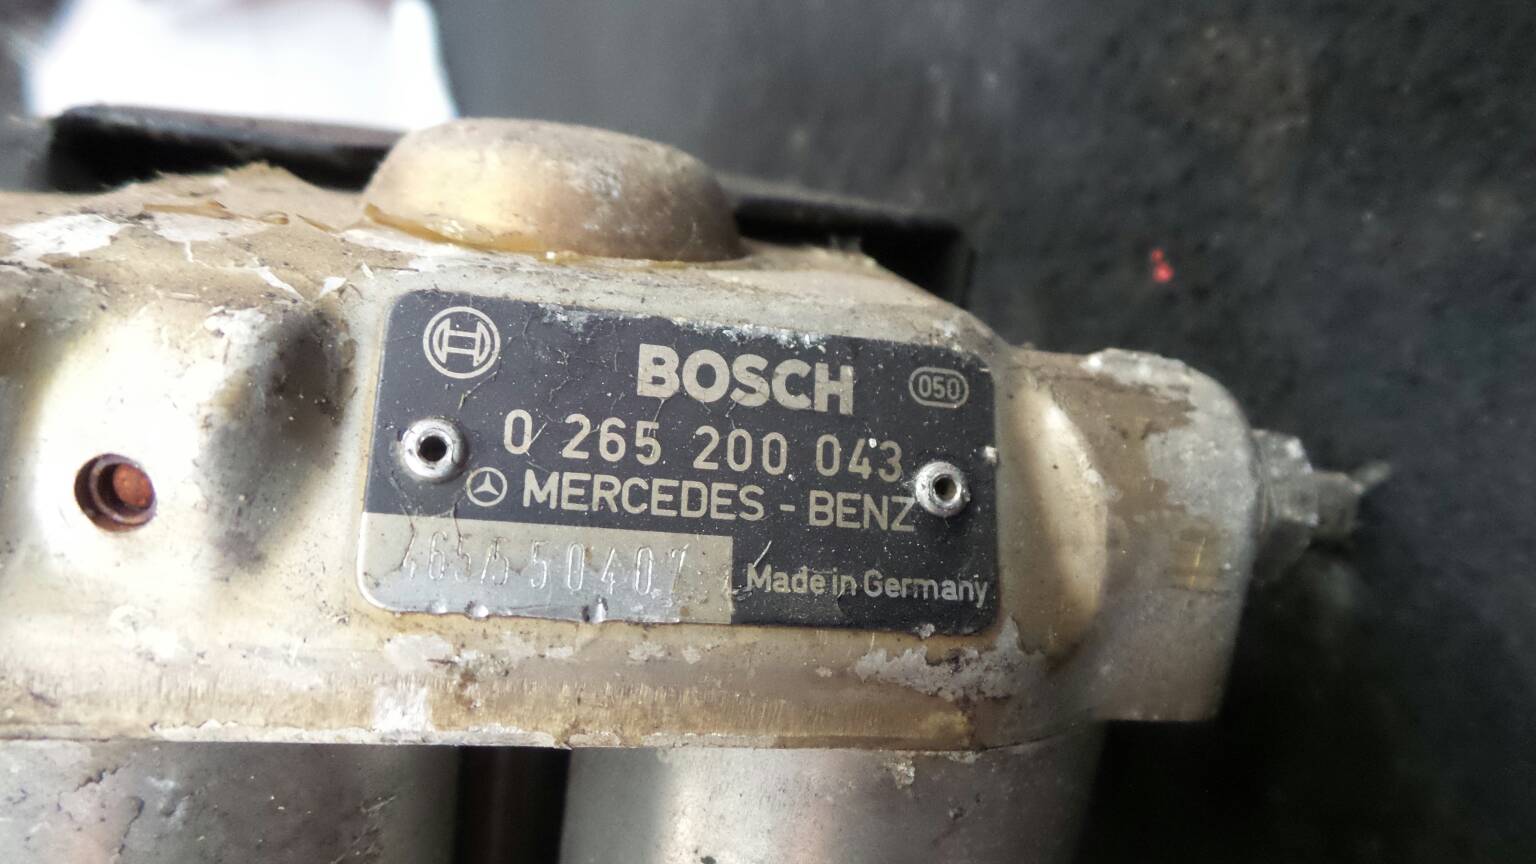 BOSCH
050
0 265 200 043
MERCEDES - BENZ
Made in Germany